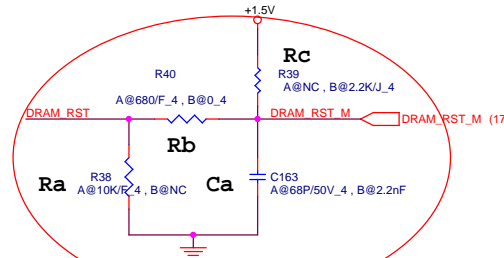 +1.5V
Rc
R40
R39
A@NC , B@2.2K/J_4
A@680/F_4 , B@0_4
DRAM_RST
DRAM_RST_M
DRAM_RST_M (17
Rb
Ra
R38
Ca
C163
A@10K/F_4 , B@NC
A@68P/50V_4 , B@2.2nF